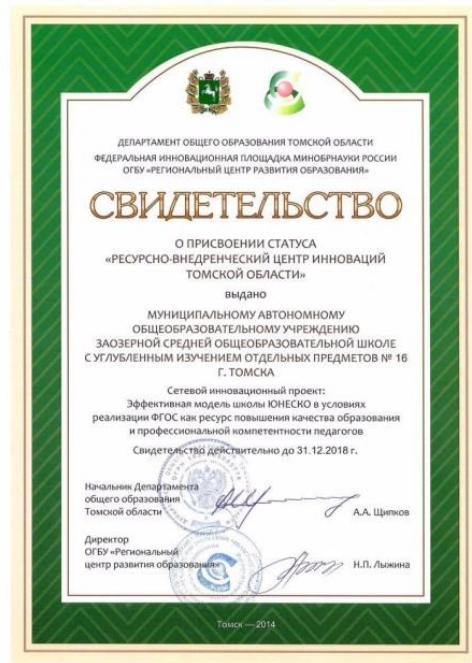 ДЕПАРТАМЕНТ ОБЩЕГО ОБРАЗОВАНИЯ ТОМСКОЙ ОБЛАСТИ
ФЕДЕРАЛЬНАЯ ИННОВАЦИОННАЯ ПЛОЩАДКА МИНОБРНАУКИ РОССИИ
ОГБУ «РЕГИОНАЛЬНЫЙ ЦЕНТР РАЗВИТИЯ ОБРАЗОВАНИЯ»
СВИДЕТЕЛЬСТВО
О ПРИСВОЕНИИ СТАТУСА
«РЕСУРСНО-ВНЕДРЕНЧЕСКИЙ ЦЕНТР ИННОВАЦИЙ
ТОМСКОЙ ОБЛАСТИ»
выдано
МУНИЦИПАЛЬНОМУ АВТОНОМНОМУ
ОБЩЕОБРАЗОВАТЕЛЬНОМУ УЧРЕЖДЕНИЮ
ЗАОЗЕРНОЙ СРЕДНЕЙ ОБЩЕОБРАЗОВАТЕЛЬНОЙ ШКОЛЕ
С УГЛУБЛЕННЫМ ИЗУЧЕНИЕМ ОТДЕЛЬНЫХ ПРЕДМЕТОВ № 16
Г. ТОМСКА
Сетевой инновационный проект:
Эффективная модель школы ЮНЕСКО в условиях
реализации ФГОС как ресурс повышения качества образования
и профессиональной компетентности педагогов
Свидетельство действительно до 31.12.2018 г.
Начальник Департамента
общего образования
Томской области
А.А. Щипков
Директор
ОГБУ «Региональный
центр развития образования»
Н.П. Лыжина
Томск — 2014